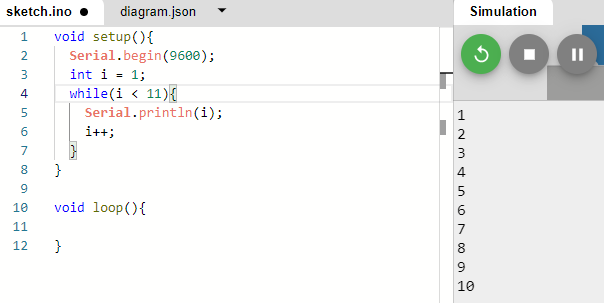 sketch.ino ● diagram.json ▼
Simulation
1 void setup(){
2 Serial.begin(9600);
3 int i = 1;
4 while(i < 11){
5 Serial.println(i);
6 i++;
7 }
8 }
9
10 void loop(){
11
12 }
1
2
3
4
5
6
7
8
9
10